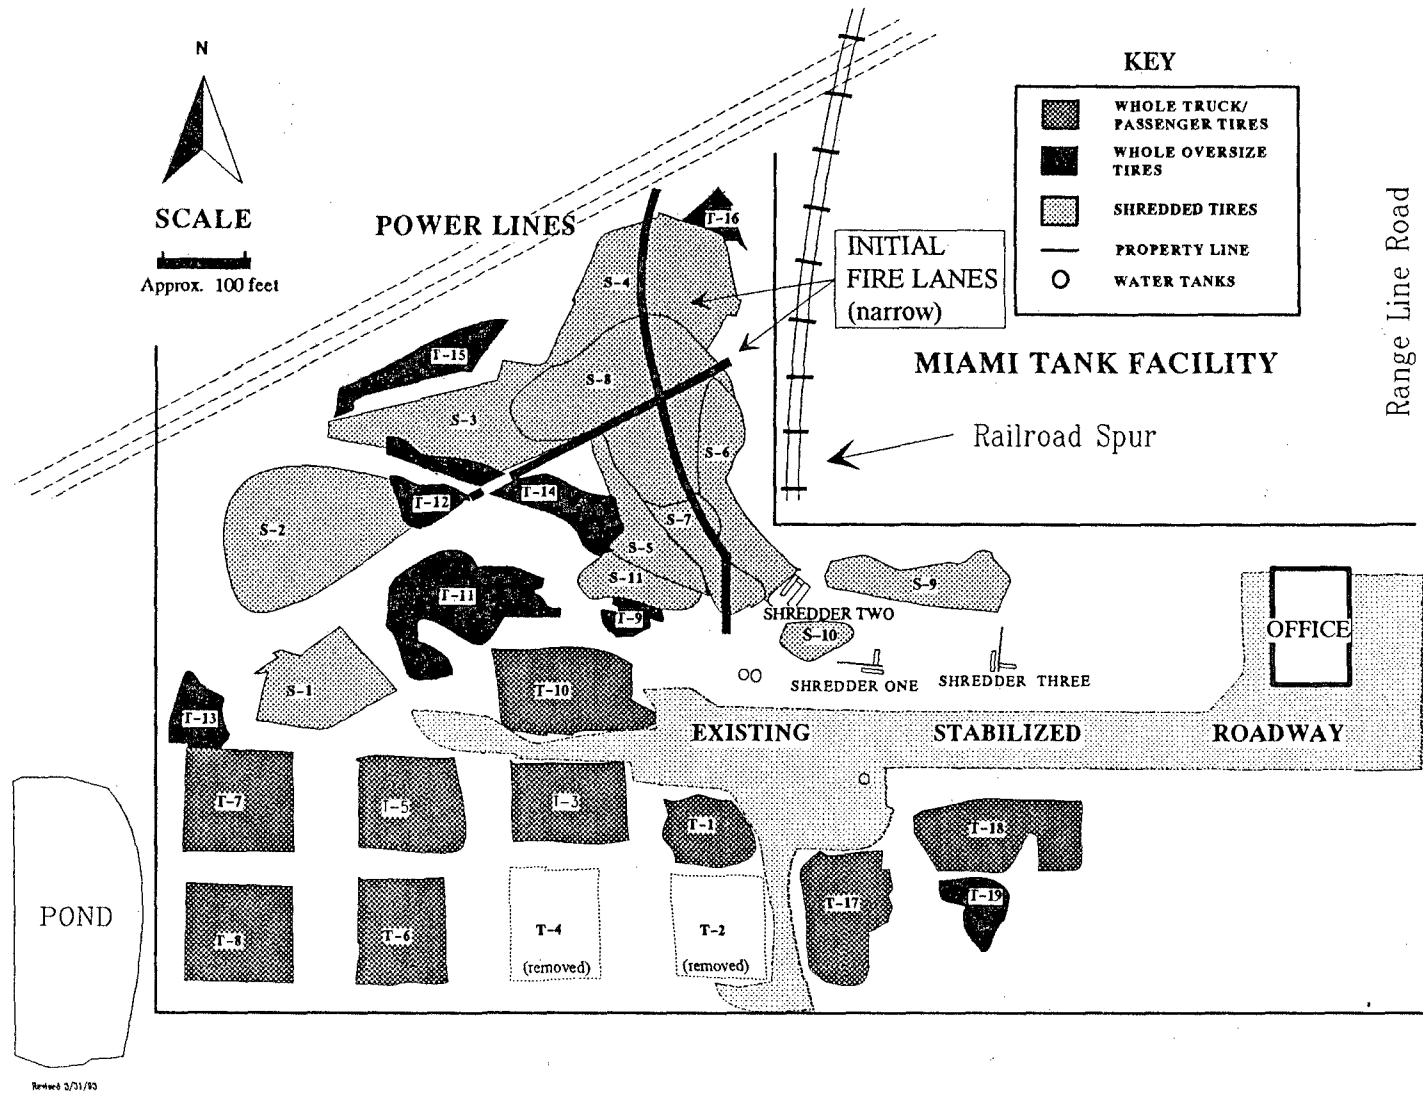 N
SCALE
Approx. 100 feet
POWER LINES
KEY
WHOLE TRUCK/
PASSENGER TIRES
WHOLE OVERSIZE
TIRES
SHREDDED TIRES
PROPERTY LINE
WATER TANKS
Range Line Road
INITIAL
FIRE LANES
(narrow)
MIAMI TANK FACILITY
Railroad Spur
T-16
S-4
T-15
S-8
S-3
S-6
T-12
T-14
S-2
S-7
S-5
S-11
S-9
T-11
T-9
SHREDDER TWO
S-10
OFFICE
S-1
T-10
SHREDDER ONE
SHREDDER THREE
T-13
EXISTING
STABILIZED
ROADWAY
T-7
T-5
T-3
T-1
T-18
T-19
T-17
POND
T-8
T-6
T-4
(removed)
T-2
(removed)